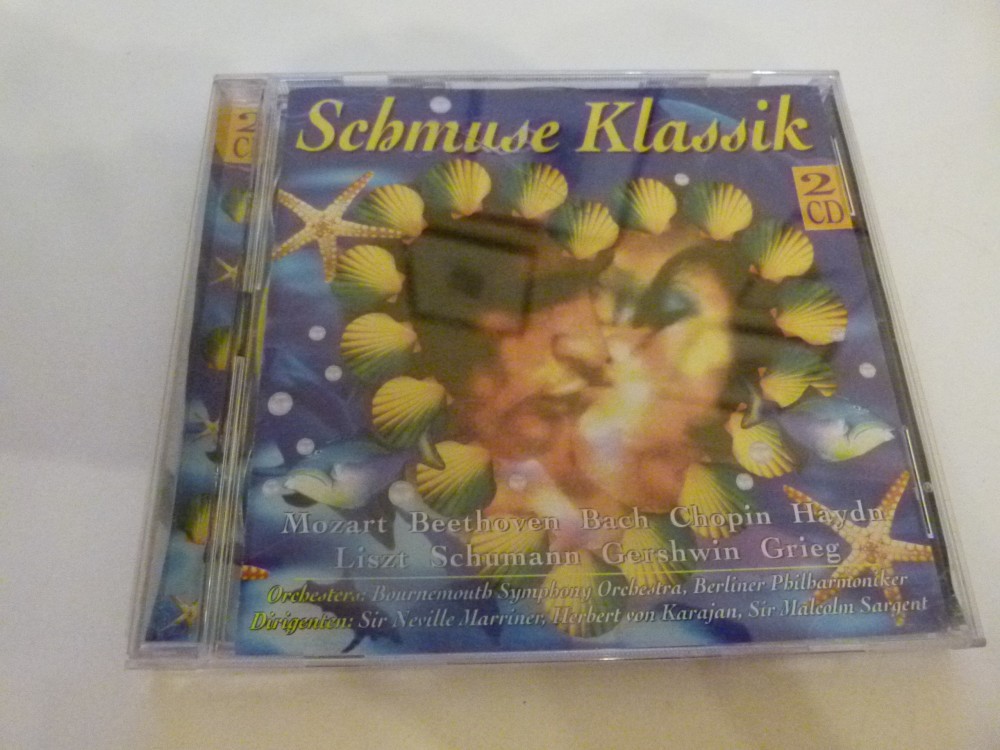 Schmuse Klassik
2
CD
Mozart Beethoven Bach Chopin Haydn
Liszt Schumann Gershwin Grieg
Orchesters: Bournemouth Symphony Orchestra, Berliner Philharmoniker
Dirigenten: Sir Neville Marriner, Herbert von Karajan, Sir Malcolm Sargent